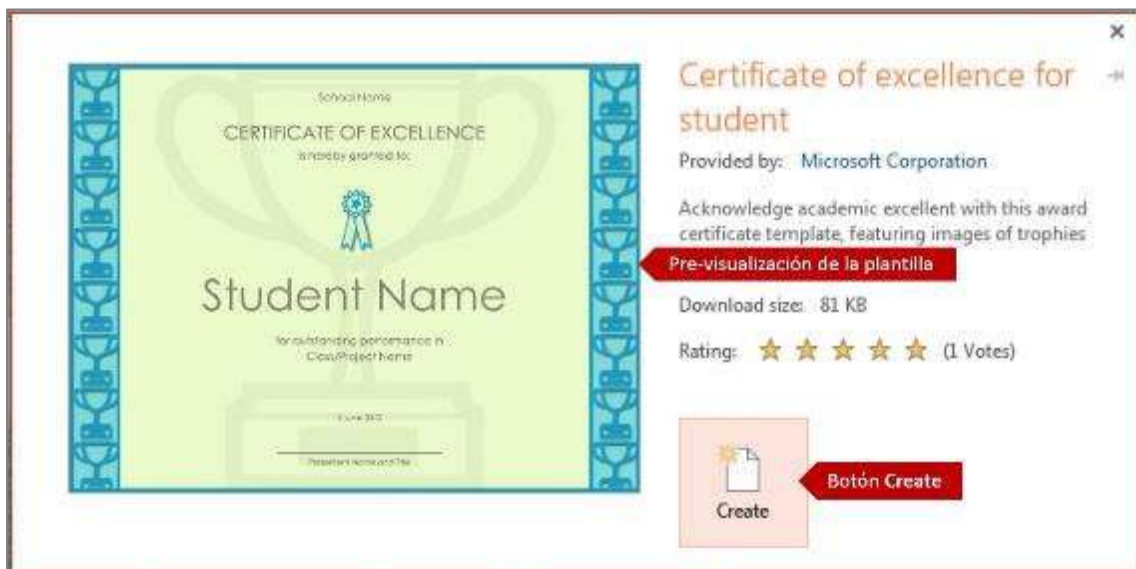 School Name
CERTIFICATE OF EXCELLENCE
is hereby granted to:
Student Name
for outstanding performance in
Class/Project Name
Presenter Name and Title
Certificate of excellence for
student
Provided by: Microsoft Corporation
Acknowledge academic excellent with this award
certificate template, featuring images of trophies
Pre-visualización de la plantilla
Download size: 81 KB
Rating: (1 Votes)
Create
Botón Create